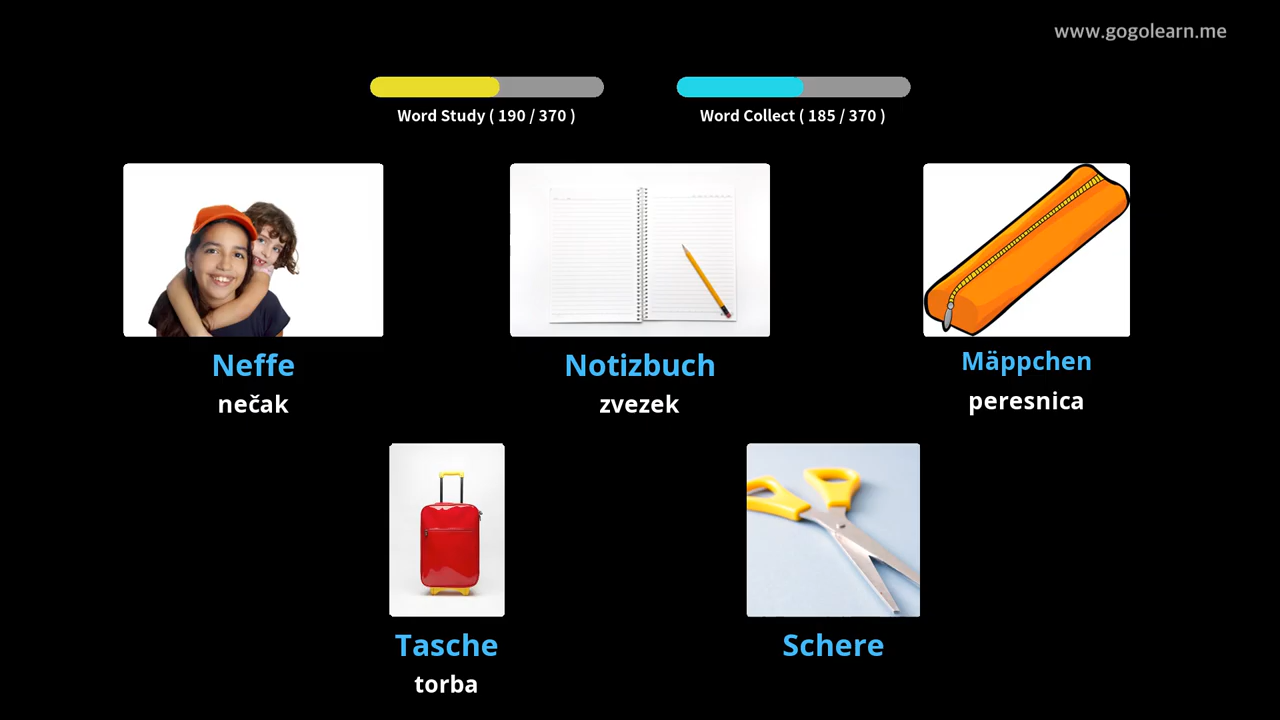 www.gogolearn.me
Word Study ( 190 / 370 )
Word Collect ( 185 / 370 )
Neffe
nečak
Notizbuch
zvezek
Mäppchen
peresnica
Tasche
torba
Schere